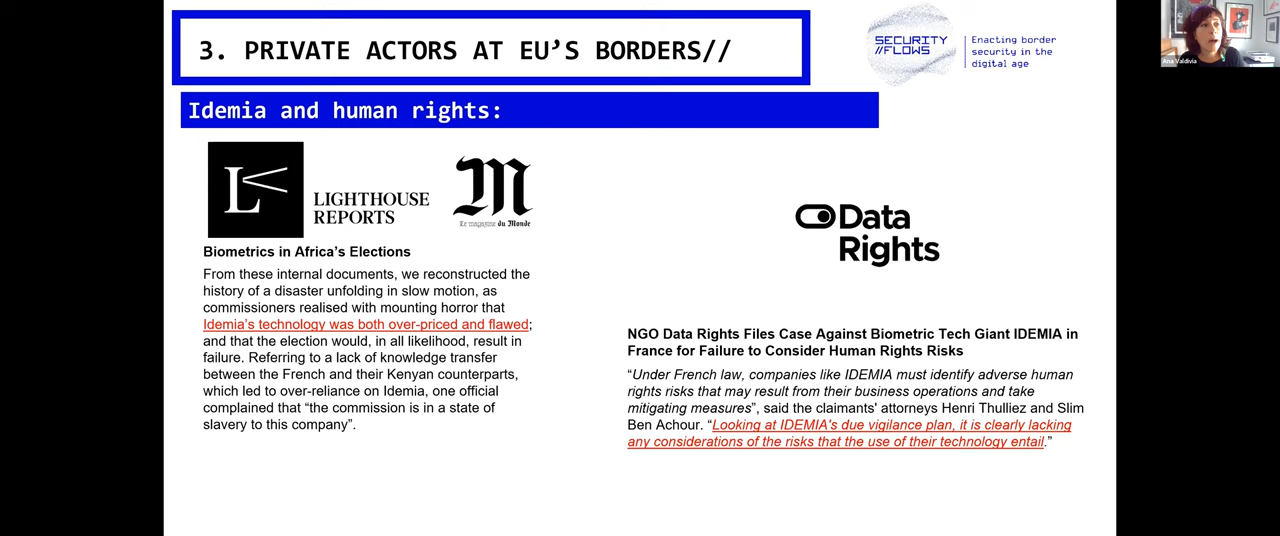 3. PRIVATE ACTORS AT EU’S BORDERS//
SECURITY
//FLOWS
Enacting border
security in the
digital age
Ana Valdivia
Idemia and human rights:
L
LIGHTHOUSE
REPORTS
M
Le magazine du Monde
Biometrics in Africa’s Elections
From these internal documents, we reconstructed the
history of a disaster unfolding in slow motion, as
commissioners realised with mounting horror that
Idemia’s technology was both over-priced and flawed;
and that the election would, in all likelihood, result in
failure. Referring to a lack of knowledge transfer
between the French and their Kenyan counterparts,
which led to over-reliance on Idemia, one official
complained that “the commission is in a state of
slavery to this company”.
Data
Rights
NGO Data Rights Files Case Against Biometric Tech Giant IDEMIA in
France for Failure to Consider Human Rights Risks
“Under French law, companies like IDEMIA must identify adverse human
rights risks that may result from their business operations and take
mitigating measures”, said the claimants' attorneys Henri Thulliez and Slim
Ben Achour. “Looking at IDEMIA's due vigilance plan, it is clearly lacking
any considerations of the risks that the use of their technology entail.”